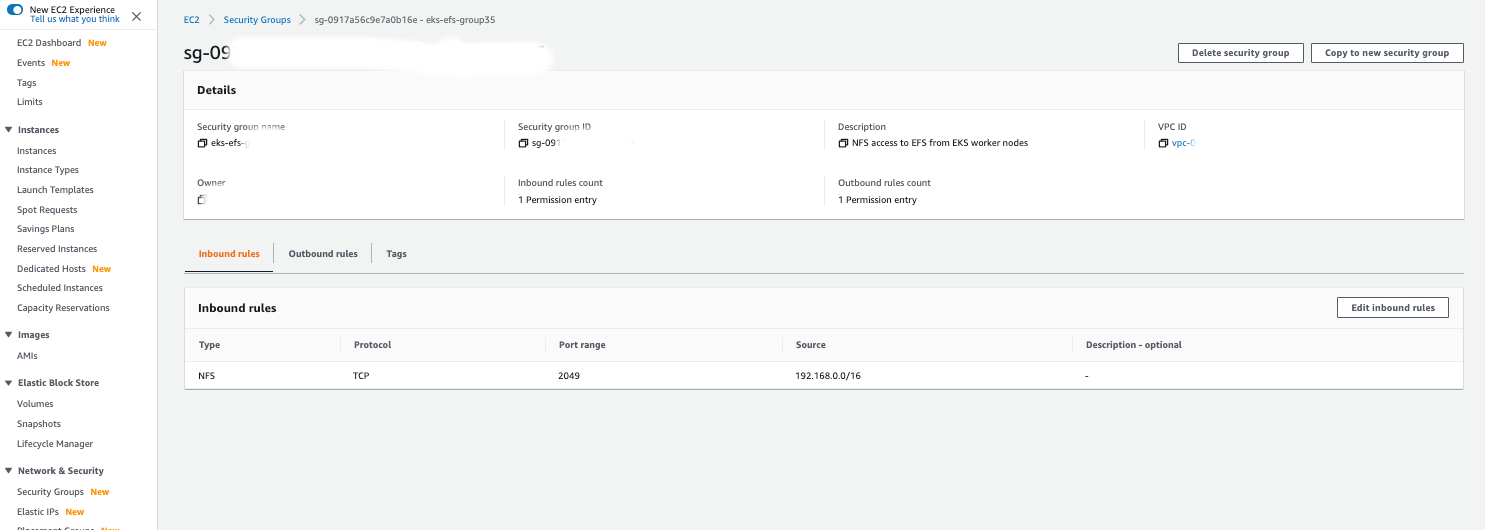 New EC2 Experience
Tell us what you think
EC2 Dashboard New
Events New
Tags
Limits
Instances
Instances
Instance Types
Launch Templates
Spot Requests
Savings Plans
Reserved Instances
Dedicated Hosts New
Scheduled Instances
Capacity Reservations
Images
AMIs
Elastic Block Store
Volumes
Snapshots
Lifecycle Manager
Network & Security
Security Groups New
Elastic IPs New
Placement Groups New
EC2 > Security Groups > sg-0917a56c9e7a0b16e - eks-efs-group35
sg-09
Delete security group
Copy to new security group
Details
Security group name
eks-efs-
Security group ID
sg-091
Description
NFS access to EFS from EKS worker nodes
VPC ID
vpc-0
Owner
Inbound rules count
1 Permission entry
Outbound rules count
1 Permission entry
Inbound rules Outbound rules Tags
Inbound rules
Edit inbound rules
Type Protocol Port range Source Description - optional
NFS TCP 2049 192.168.0.0/16 -